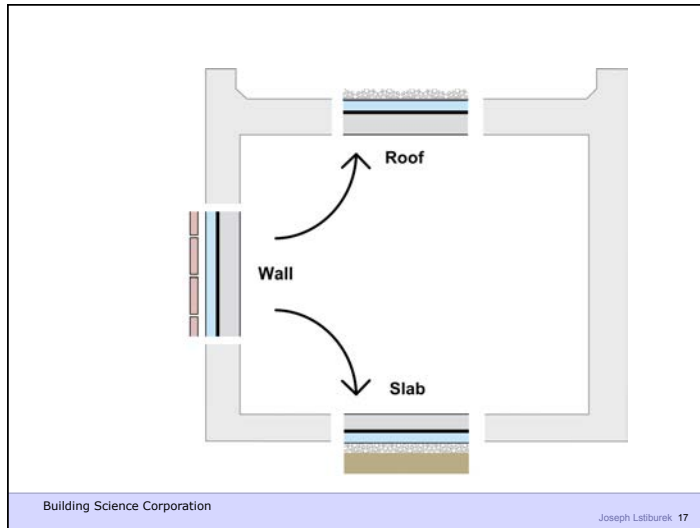 Roof
Wall
Slab
Building Science Corporation
Joseph Lstiburek 17